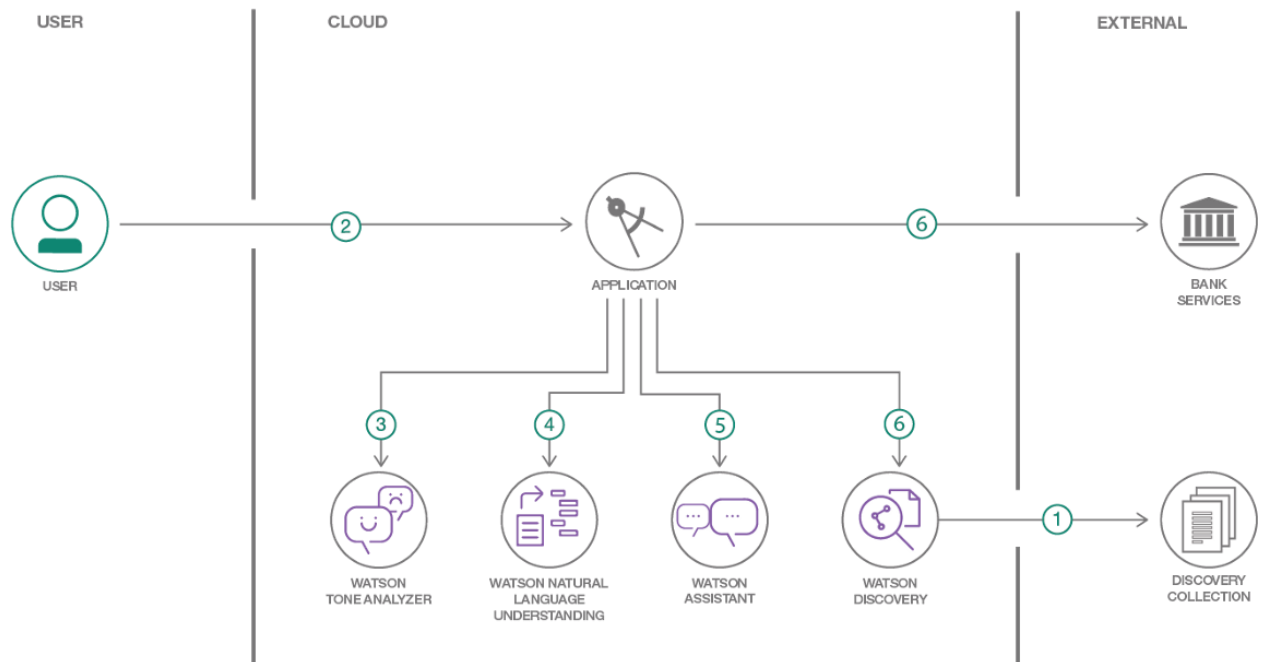 USER
CLOUD
EXTERNAL
2
6
USER
APPLICATION
BANK
SERVICES
3
4
5
6
1
WATSON
TONE ANALYZER
WATSON NATURAL
LANGUAGE
UNDERSTANDING
WATSON
ASSISTANT
WATSON
DISCOVERY
DISCOVERY
COLLECTION